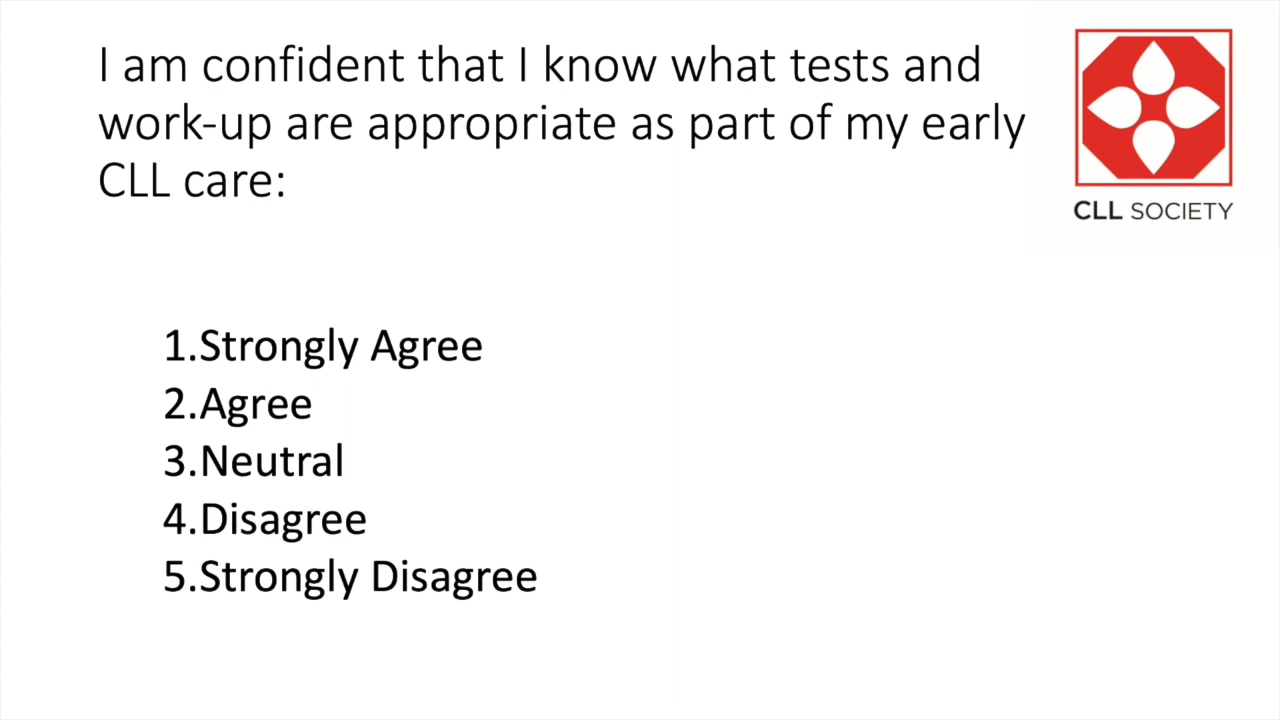 I am confident that I know what tests and
work-up are appropriate as part of my early
CLL care:
CLL SOCIETY
1.Strongly Agree
2.Agree
3.Neutral
4.Disagree
5.Strongly Disagree